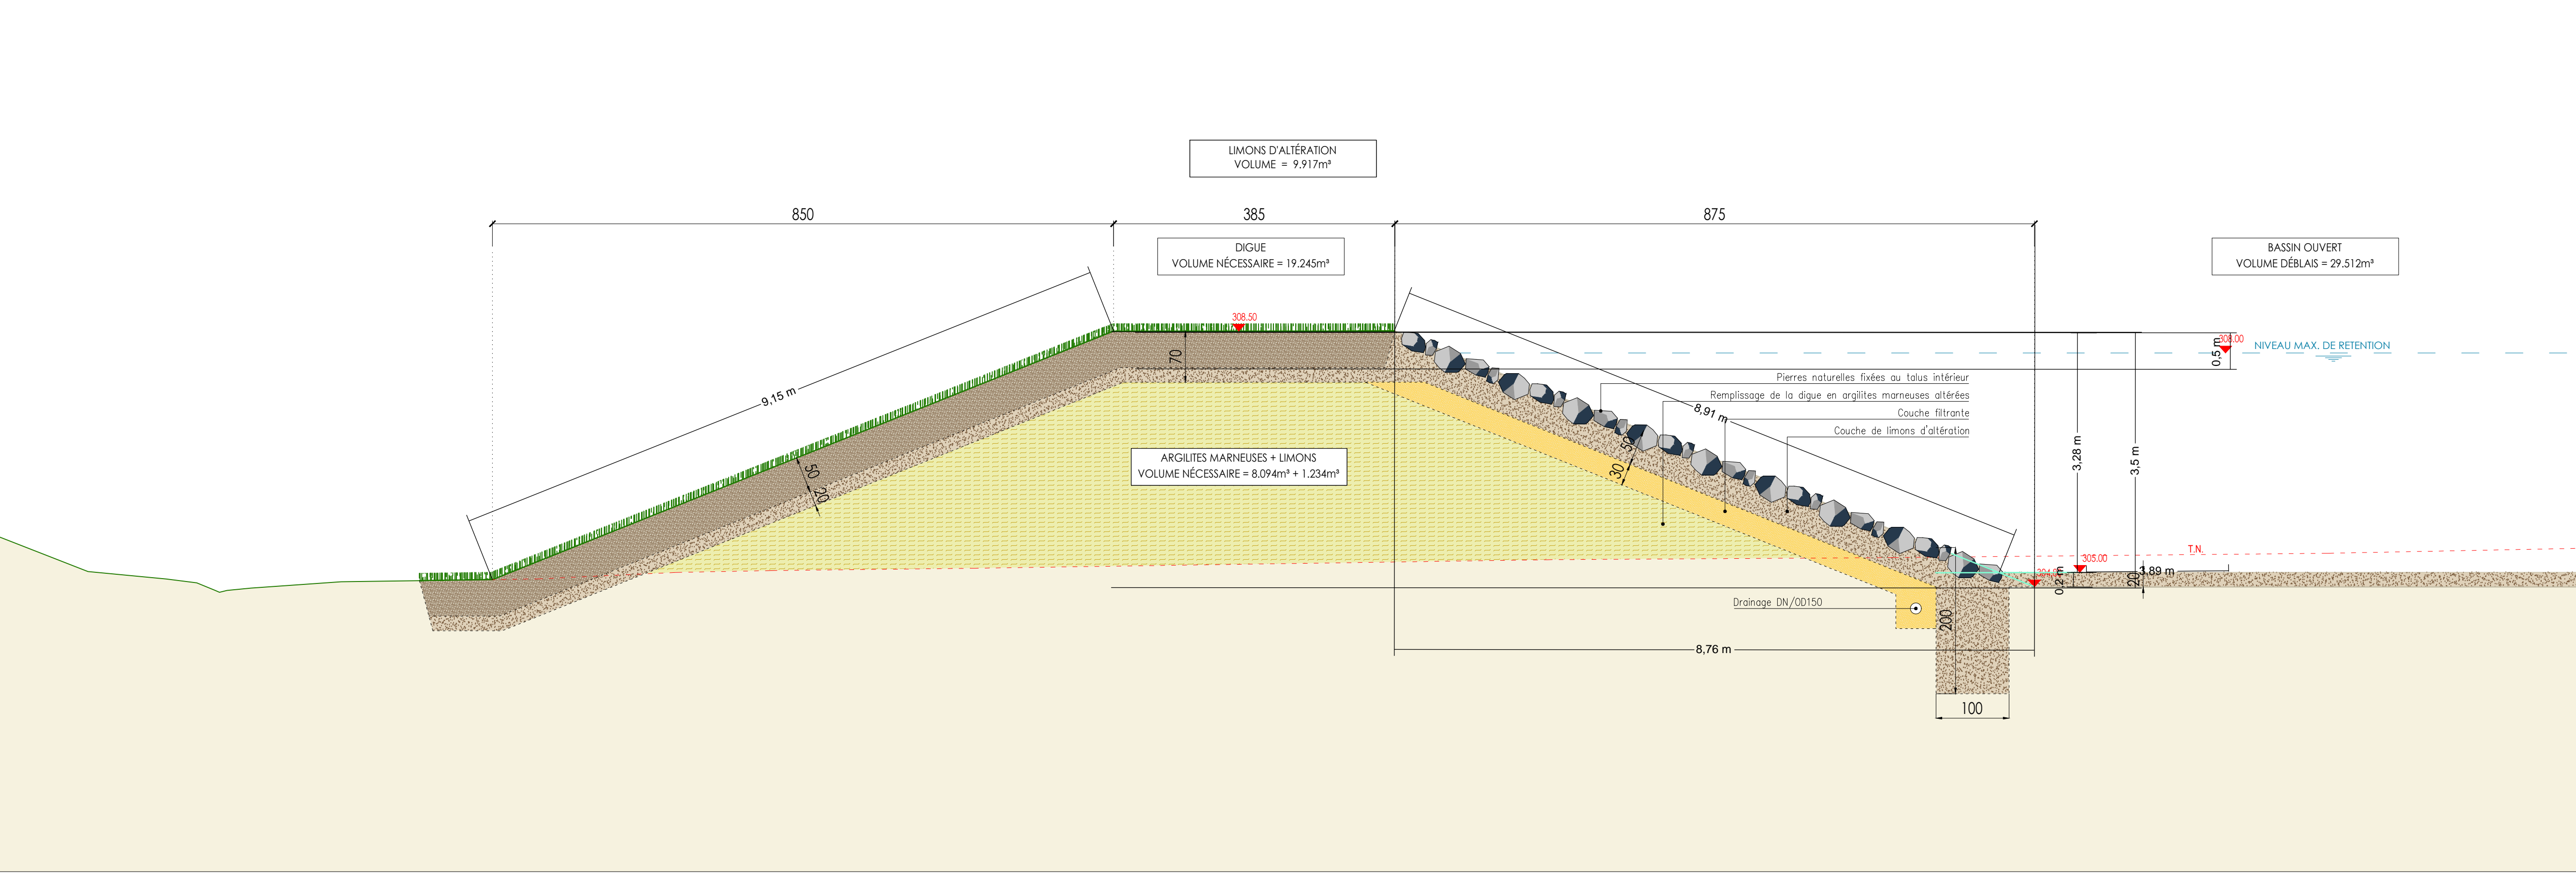 LIMONS D'ALTÉRATION
VOLUME = 9.917m³
850
385
875
DIGUE
VOLUME NÉCESSAIRE = 19.245m³
BASSIN OUVERT
VOLUME DÉBLAIS = 29.512m³
308.50
308.00
NIVEAU MAX. DE RETENTION
0,5 m
70
9,15 m
Pierres naturelles fixées au talus intérieur
Remplissage de la digue en argilites marneuses altérées
8,91 m
Couche filtrante
Couche de limons d'altération
50
30
3,28 m
3,5 m
ARGILITES MARNEUSES + LIMONS
VOLUME NÉCESSAIRE = 8.094m³ + 1.234m³
50
20
T.N.
305.00
3,89 m
0,2 m
20
Drainage DN/OD150
200
8,76 m
100